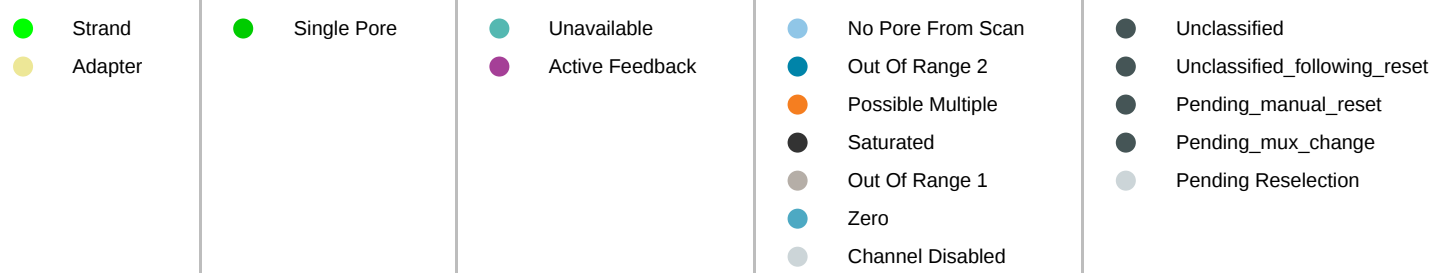 Strand
Adapter
Single Pore
Unavailable
Active Feedback
No Pore From Scan
Out Of Range 2
Possible Multiple
Saturated
Out Of Range 1
Zero
Channel Disabled
Unclassified
Unclassified_following_reset
Pending_manual_reset
Pending_mux_change
Pending Reselection